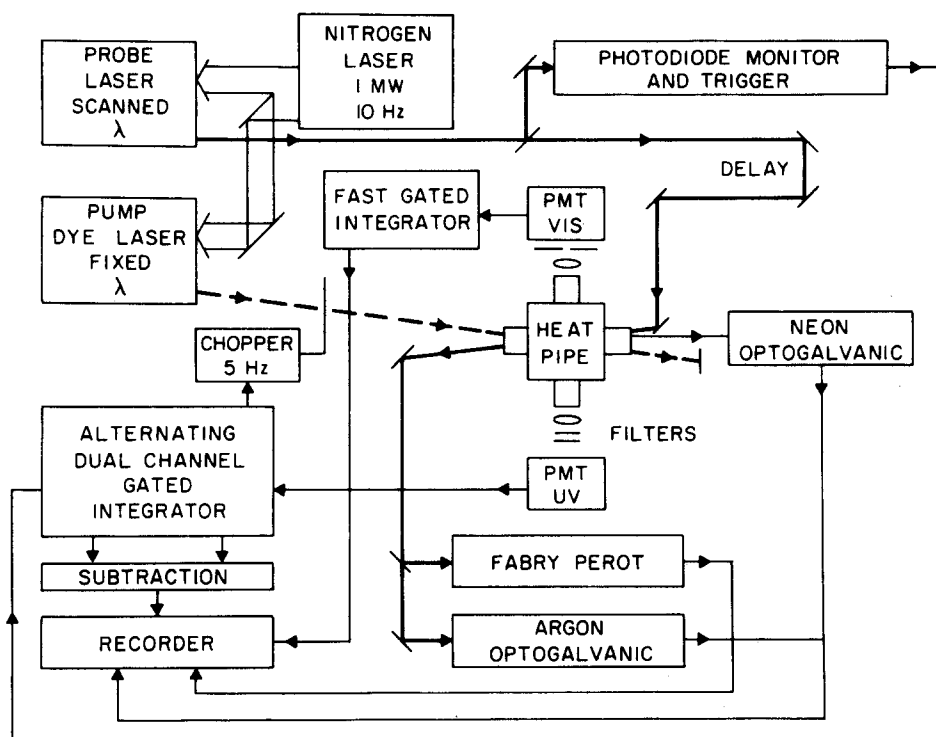 PROBE
LASER
SCANNED
λ
NITROGEN
LASER
1 MW
10 Hz
PHOTODIODE MONITOR
AND TRIGGER
DELAY
PUMP
DYE LASER
FIXED
λ
FAST GATED
INTEGRATOR
PMT
VIS
CHOPPER
5 Hz
HEAT
PIPE
NEON
OPTOGALVANIC
ALTERNATING
DUAL CHANNEL
GATED
INTEGRATOR
FILTERS
PMT
UV
SUBTRACTION
FABRY PEROT
RECORDER
ARGON
OPTOGALVANIC